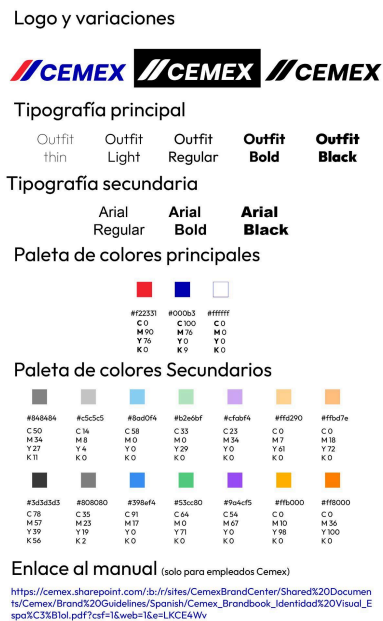 Logo y variaciones
CEMEX CEMEX CEMEX
Tipografía principal
Outfit Outfit Outfit Outfit Outfit
thin Light Regular Bold Black
Tipografía secundaria
Arial Arial Arial
Regular Bold Black
Paleta de colores principales
#f22331 #000b3 #ffffff
C 0 C 100 C 0
M 90 M 76 M 0
Y 76 Y 0 Y 0
K 0 K 9 K 0
Paleta de colores Secundarios
#848484 #c5c5c5 #8ad0f4 #b2e6bf #cfabf4 #ffd290 #ffbd7e
C 50 C 14 C 58 C 33 C 23 C 0 C 0
M 34 M 8 M 0 M 0 M 34 M 7 M 18
Y 27 Y 4 Y 0 Y 29 Y 0 Y 61 Y 72
K 11 K 0 K 0 K 0 K 0 K 0 K 0
#3d3d3d3 #808080 #398ef4 #53cc80 #9a4cf5 #ffb000 #ff8000
C 78 C 35 C 91 C 64 C 54 C 0 C 0
M 57 M 23 M 17 M 0 M 67 M 10 M 36
Y 39 Y 19 Y 0 Y 71 Y 0 Y 98 Y 100
K 56 K 2 K 0 K 0 K 0 K 0 K 0
Enlace al manual (solo para empleados Cemex)
https://cemex.sharepoint.com/:b:/r/sites/CemexBrandCenter/Shared%20Documen
ts/Cemex/Brand%20Guidelines/Spanish/Cemex_Brandbook_Identidad%20Visual_Esp
a%C3%B1ol.pdf?csf=1&web=1&e=LKCE4Wv